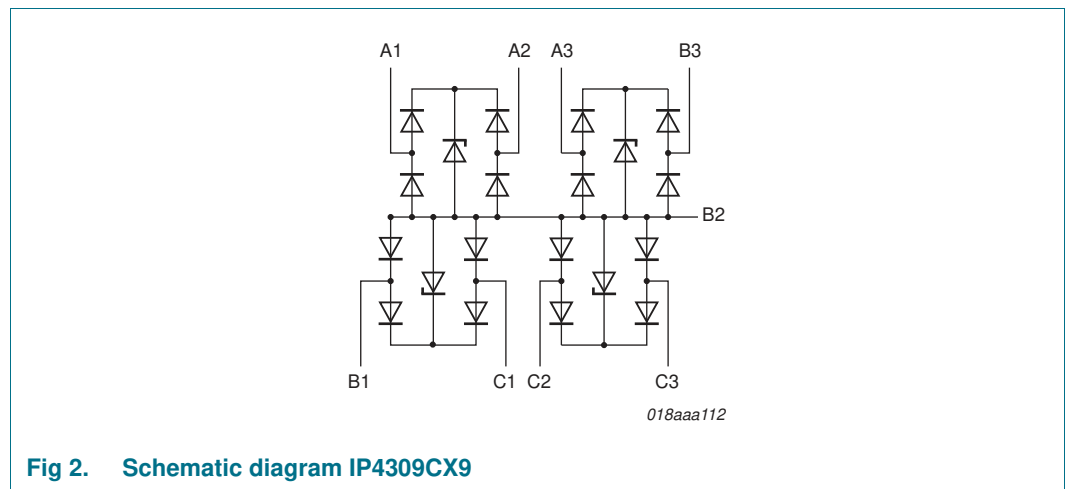 A1 A2 A3 B3
B2
B1 C1 C2 C3
018aaa112
Fig 2. Schematic diagram IP4309CX9